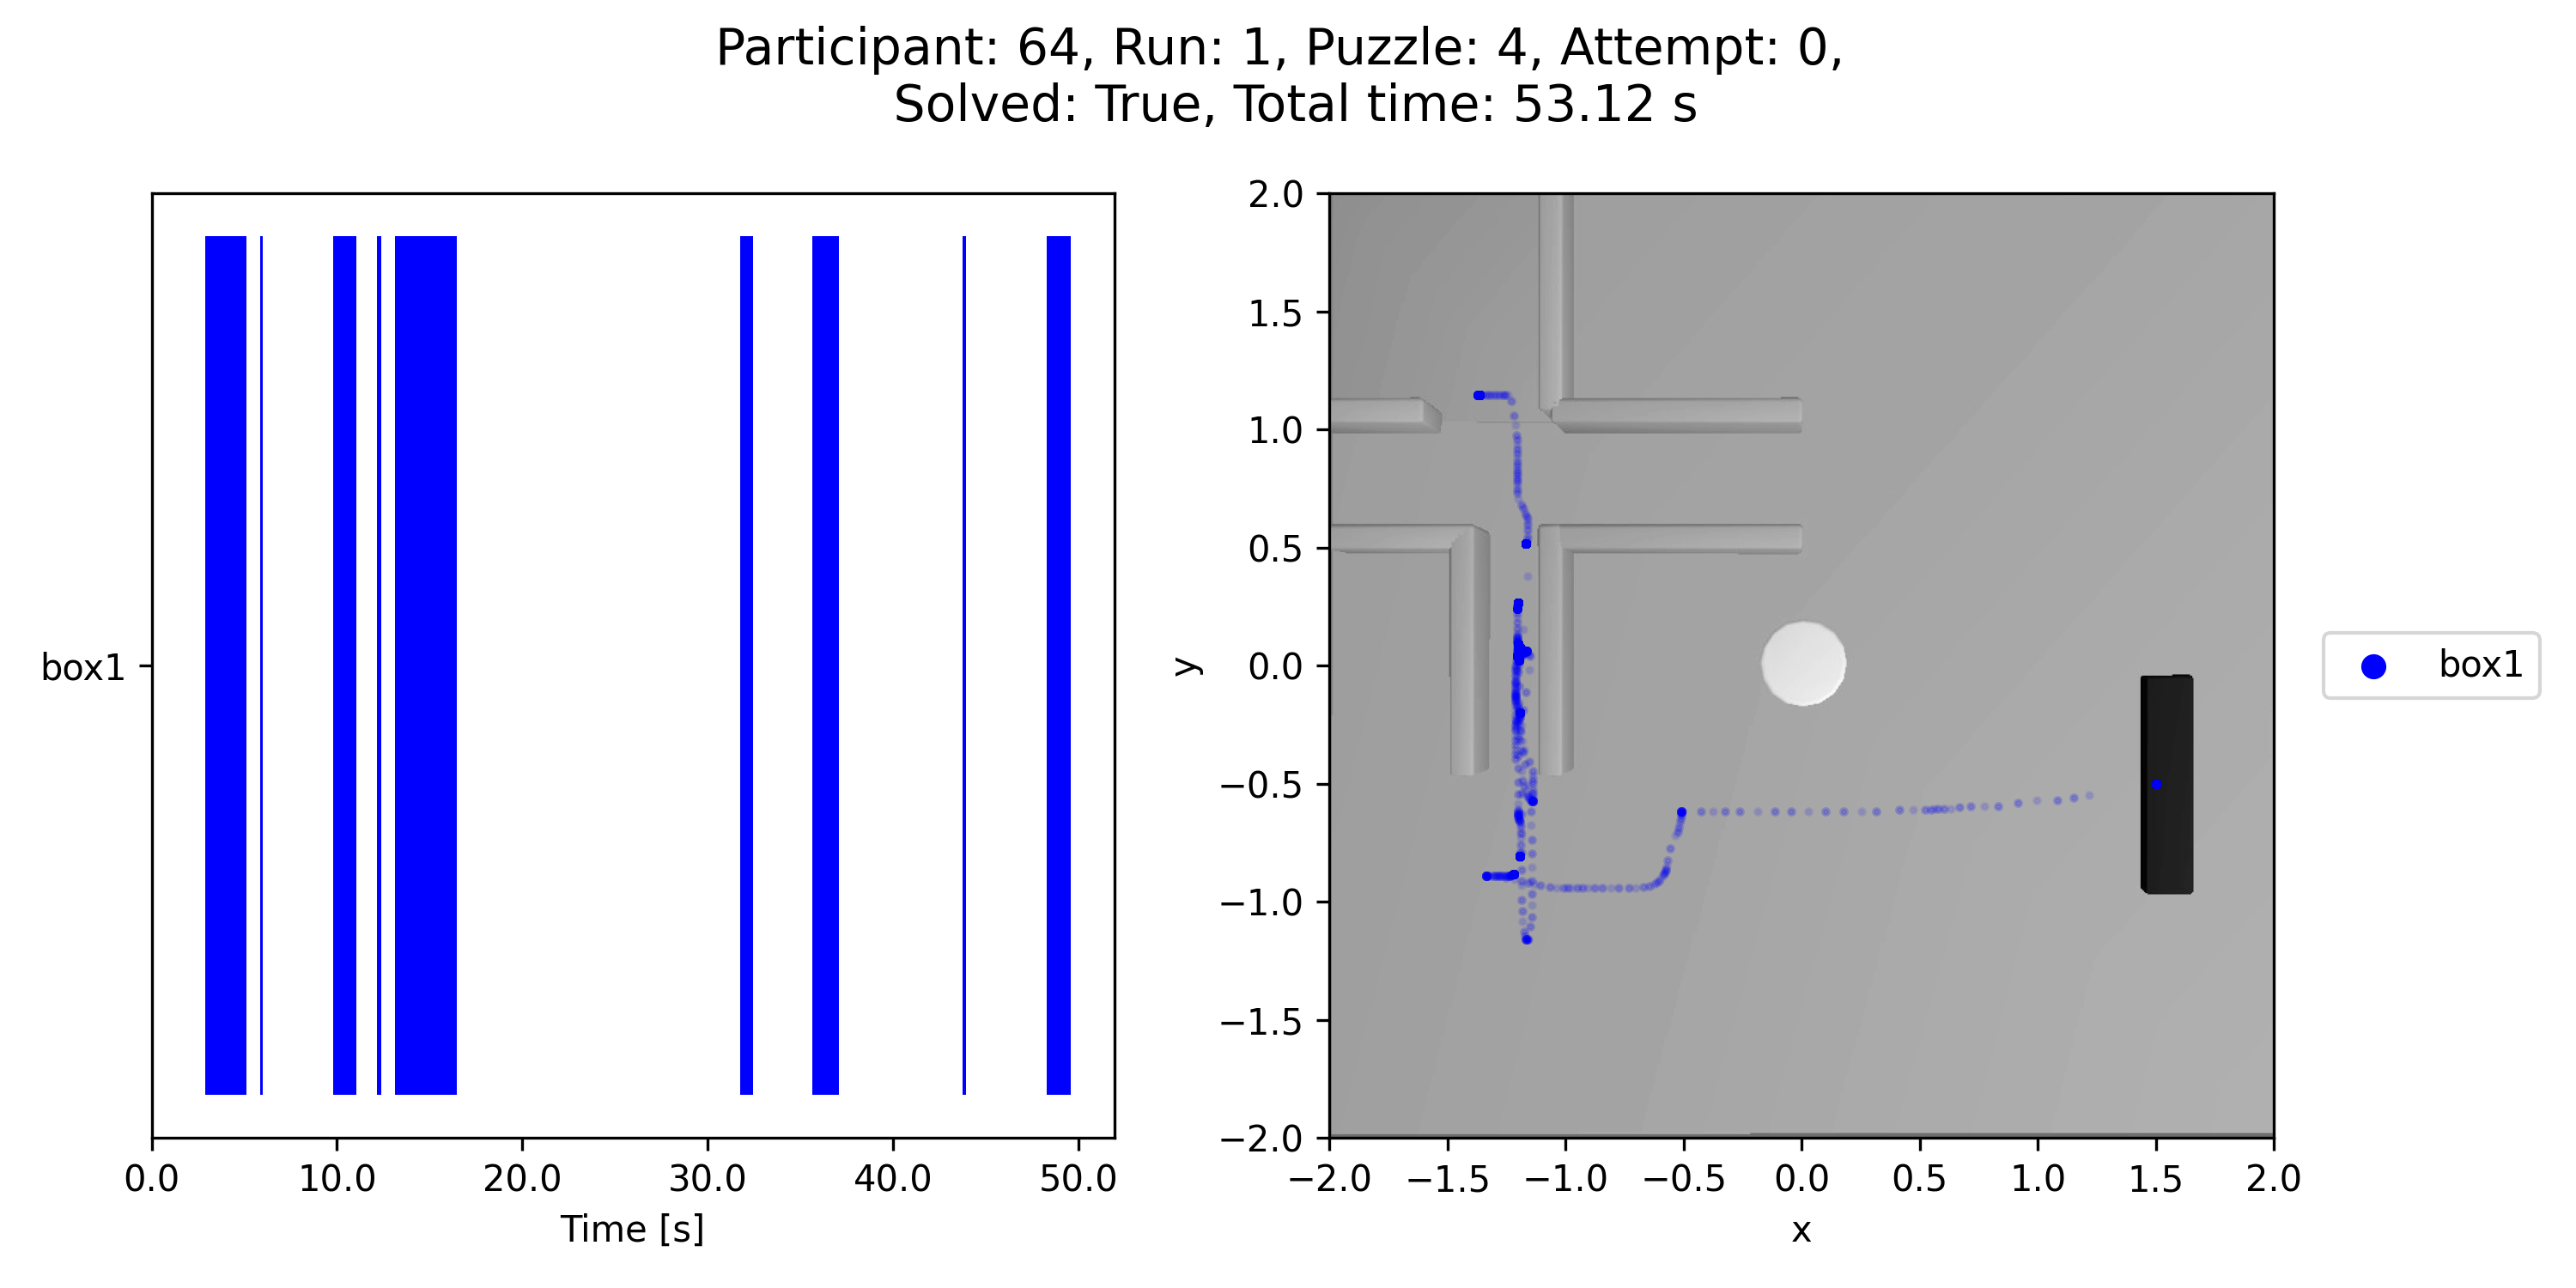 Participant: 64, Run: 1, Puzzle: 4, Attempt: 0,
Solved: True, Total time: 53.12 s
box1
0.0 10.0 20.0 30.0 40.0 50.0
Time [s]
2.0
1.5
1.0
0.5
0.0
−0.5
−1.0
−1.5
−2.0
y
−2.0 −1.5 −1.0 −0.5 0.0 0.5 1.0 1.5 2.0
x
box1